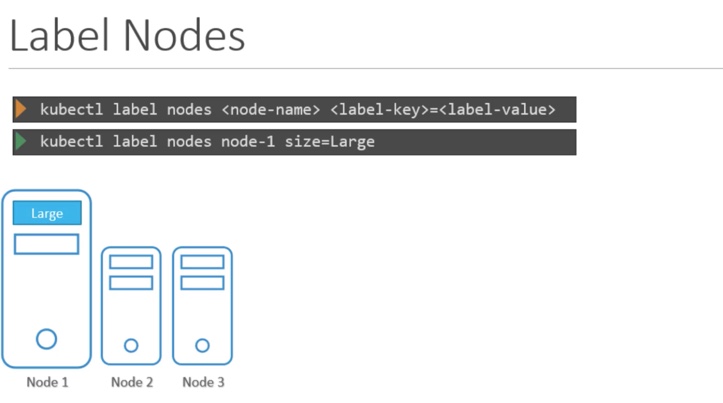 Label Nodes
kubectl label nodes <node-name> <label-key>=<label-value>
kubectl label nodes node-1 size=Large
Large
Node 1
Node 2
Node 3